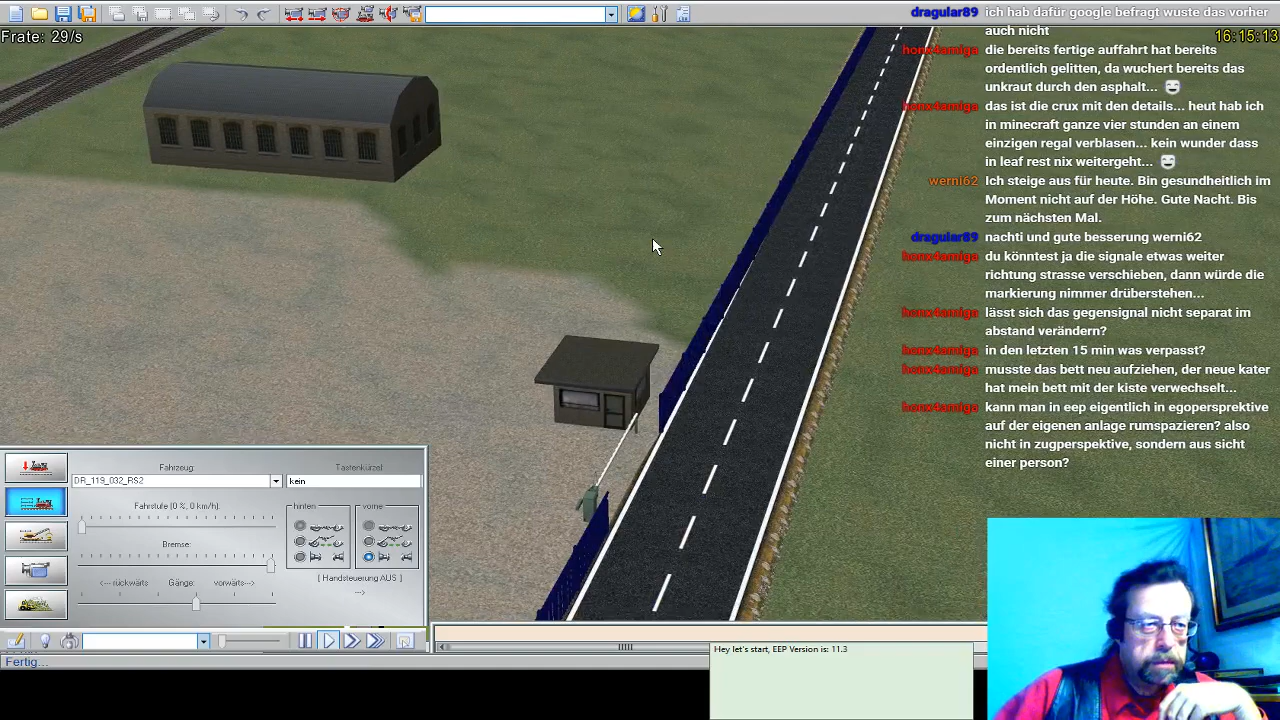 Frate: 29/s
16:15:13
dragular89 ich hab dafür google befragt wuste das vorher
auch nicht
honx4amiga die bereits fertige auffahrt hat bereits
ordentlich gelitten, da wuchert bereits das
unkraut durch den asphalt...
honx4amiga das ist die crux mit den details... heut hab ich
in minecraft ganze vier stunden an einem
einzigen regal verblasen... kein wunder dass
in leaf rest nix weitergeht...
werni62 Ich steige aus für heute. Bin gesundheitlich im
Moment nicht auf der Höhe. Gute Nacht. Bis
zum nächsten Mal.
dragular89 nachti und gute besserung werni62
honx4amiga du könntest ja die signale etwas weiter
richtung strasse verschieben, dann würde die
markierung nimmer drüberstehen...
honx4amiga lässt sich das gegensignal nicht separat im
abstand verändern?
honx4amiga in den letzten 15 min was verpasst?
honx4amiga musste das bett neu aufziehen, der neue kater
hat mein bett mit der kiste verwechselt...
honx4amiga kann man in eep eigentlich in egopersprektive
auf der eigenen anlage rumspazieren? also
nicht in zugperspektive, sondern aus sicht
einer person?
Fahrzeug:
Tastenkürzel
DR_119_032_RS2
kein
Fahrstufe (0 %, 0 km/h):
hinten
vorne
Bremse:
<--- rückwärts Gänge: vorwärts--->
[ Handsteuerung AUS ]
--->
Fertig...
Hey let's start, EEP Version is: 11.3